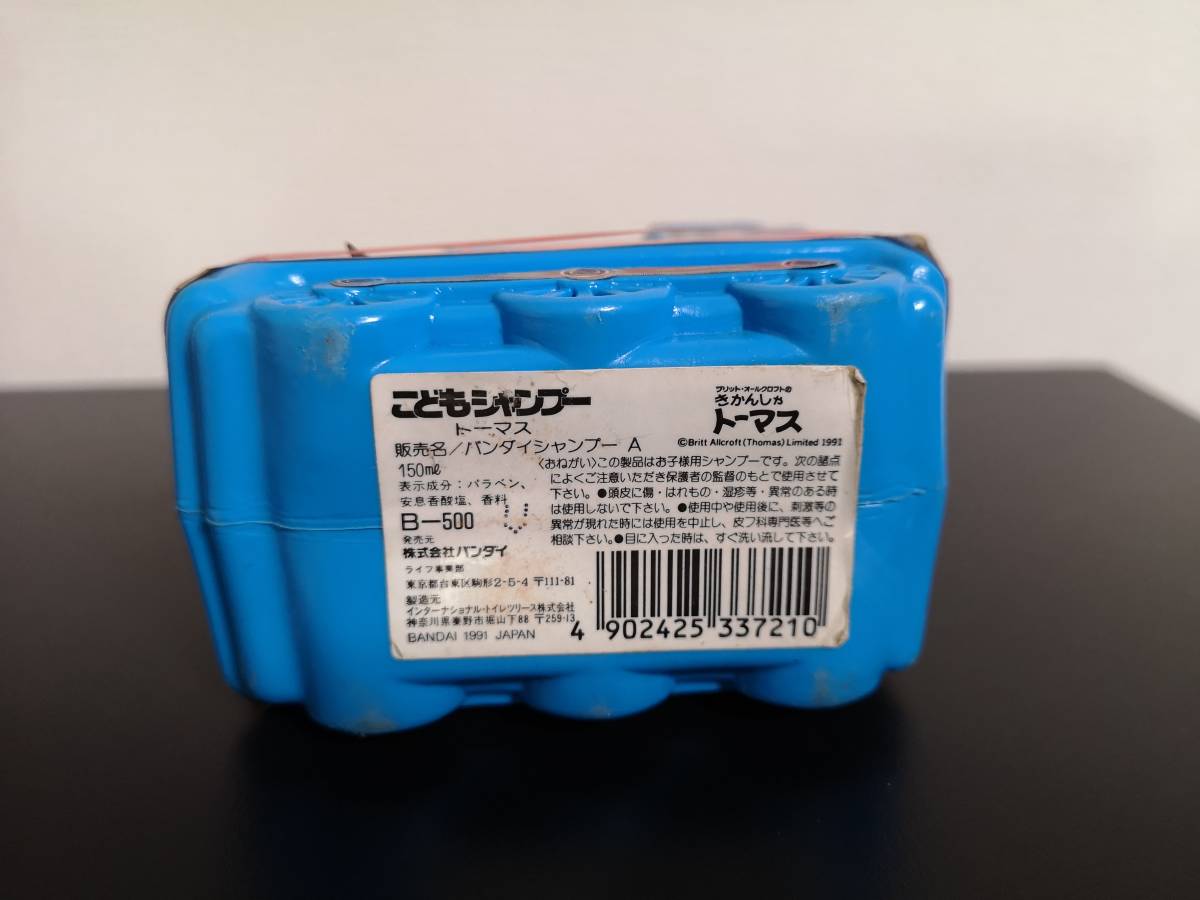 こどもシャンプー
トーマス
販売名/バンダイシャンプー A
150ml
表示成分：パラベン、
安息香酸塩、香料
B-500
発売元
株式会社バンダイ
ライフ事業部
東京都台東区駒形2-5-4 〒111-81
製造元
インターナショナル・トイレツリース株式会社
神奈川県秦野市堀山下88 〒259-13
BANDAI 1991 JAPAN
ブリット・オールクロフトの
きかんしゃ
トーマス
©Britt Allcroft (Thomas) Limited 1991
〈おねがい〉この製品はお子様用シャンプーです。次の諸点
によくご注意いただき保護者の監督のもとで使用させて
下さい。●頭皮に傷・はれもの・湿疹等・異常のある時
は使用しないで下さい。●使用中や使用後に、刺激等の
異常が現れた時には使用を中止し、皮フ科専門医等へご
相談下さい。●目に入った時は、すぐ洗い流して下さい。
4 902425 337210